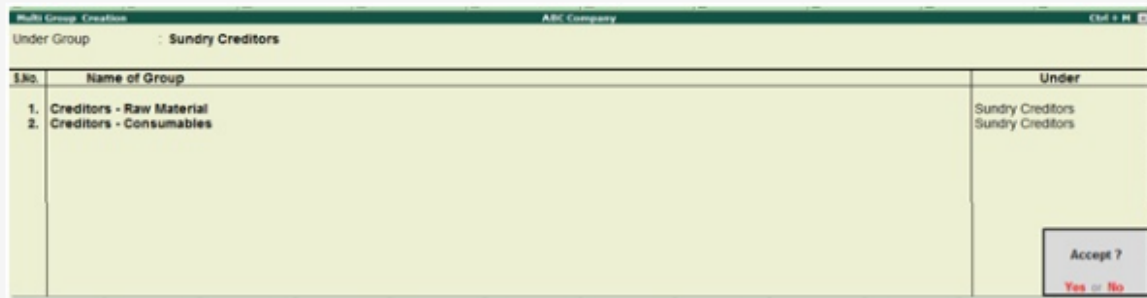 Multi Group Creation ABC Company Ctrl + M
Under Group : Sundry Creditors
S.No. Name of Group Under
1. Creditors - Raw Material Sundry Creditors
2. Creditors - Consumables Sundry Creditors
Accept ?
Yes or No